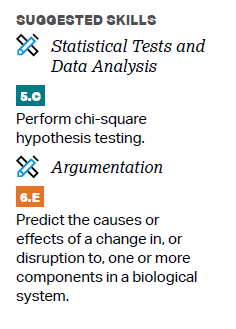 SUGGESTED SKILLS
Statistical Tests and
Data Analysis
5.C
Perform chi-square
hypothesis testing.
Argumentation
6.E
Predict the causes or
effects of a change in, or
disruption to, one or more
components in a biological
system.